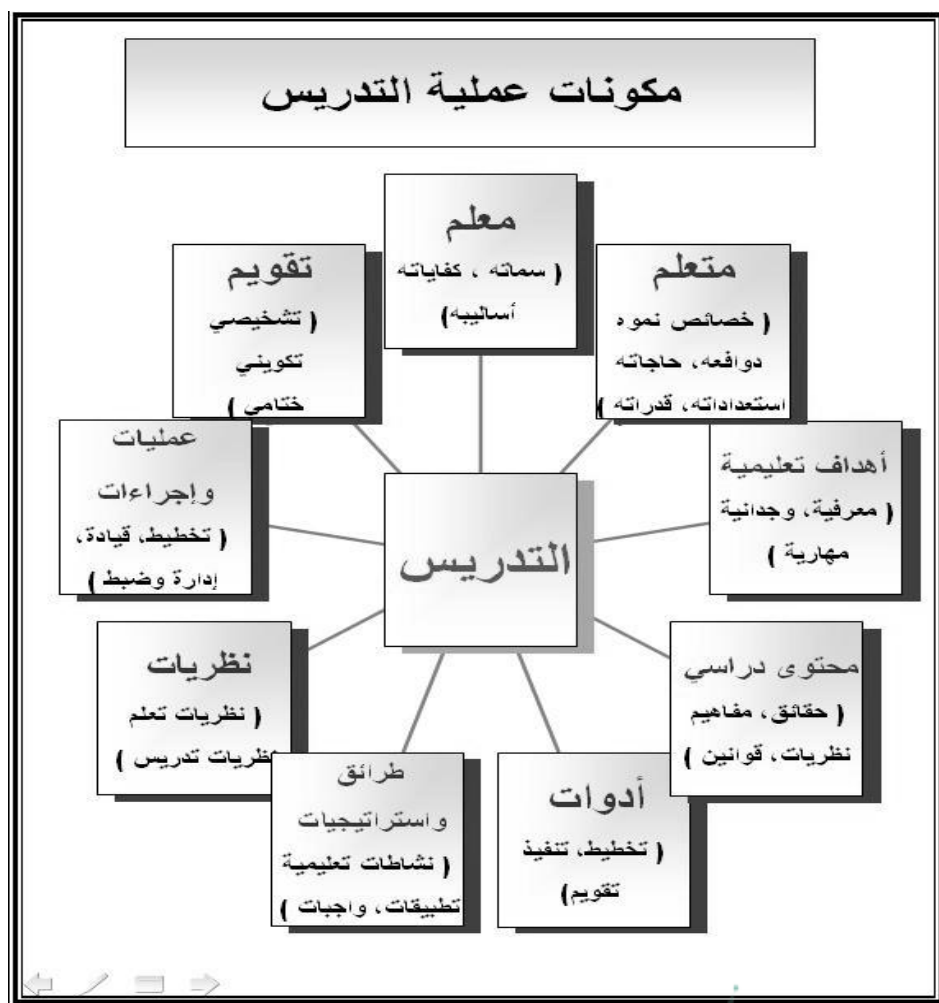 مكونات عملية التدريس
معلم
( سماته ، كفاياته
أساليبه)
متعلم
( خصائص نموه
دوافعه، حاجاته
استعداداته، قدراته )
أهداف تعليمية
( معرفية، وجدانية
مهارية )
محتوى دراسي
( حقائق، مفاهيم
نظريات، قوانين )
أدوات
( تخطيط، تنفيذ
تقويم)
طرائق
واستراتيجيات
( نشاطات تعليمية
تطبيقات، واجبات )
نظريات
( نظريات تعلم
نظريات تدريس )
عمليات
وإجراءات
( تخطيط، قيادة،
إدارة وضبط )
تقويم
( تشخيصي
تكويني
ختامي )
التدريس